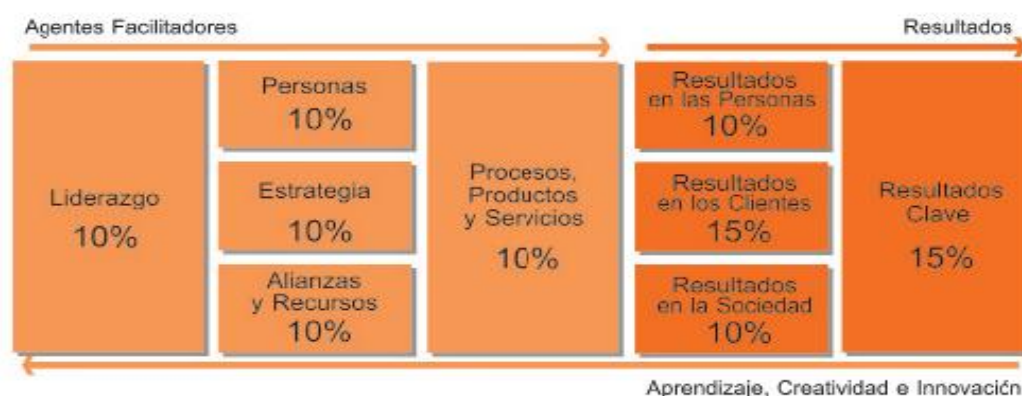 Agentes Facilitadores
Resultados
Liderazgo
10%
Personas
10%
Estrategia
10%
Alianzas
y Recursos
10%
Procesos,
Productos
y Servicios
10%
Resultados
en las Personas
10%
Resultados
en los Clientes
15%
Resultados
en la Sociedad
10%
Resultados
Clave
15%
Aprendizaje, Creatividad e Innovación